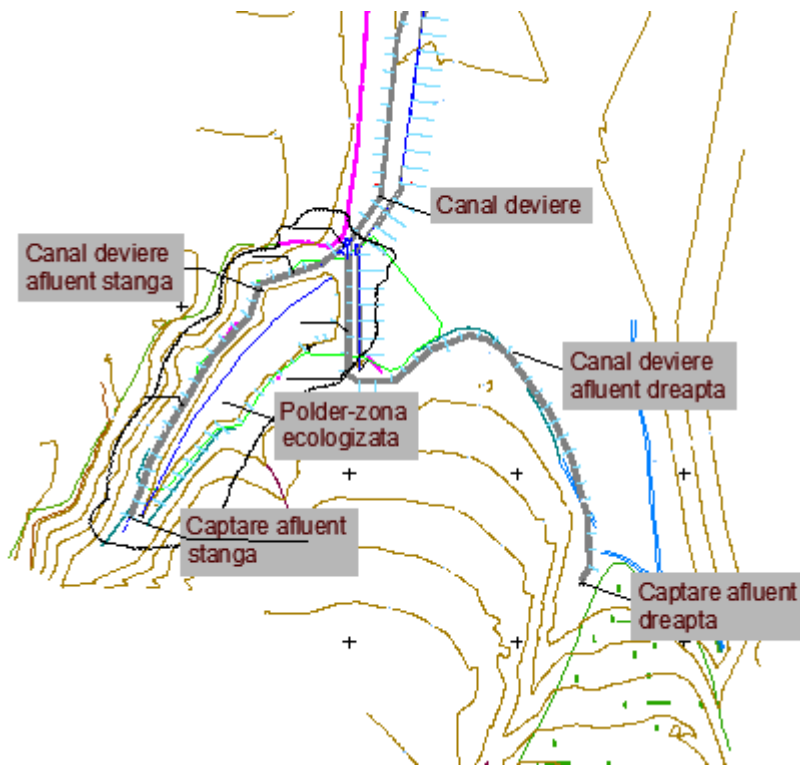 Canal deviere
Canal deviere
afluent stanga
Canal deviere
afluent dreapta
Polder-zona
ecologizata
Captare afluent
stanga
Captare afluent
dreapta